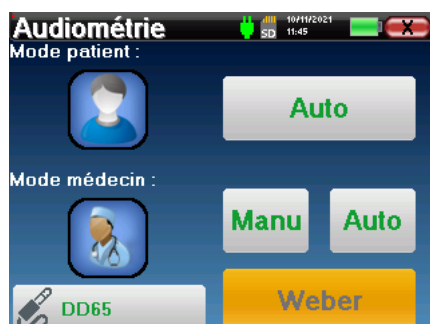 Audiométrie
SD
10/11/2021
11:45
X
Mode patient :
Auto
Mode médecin :
Manu
Auto
DD65
Weber